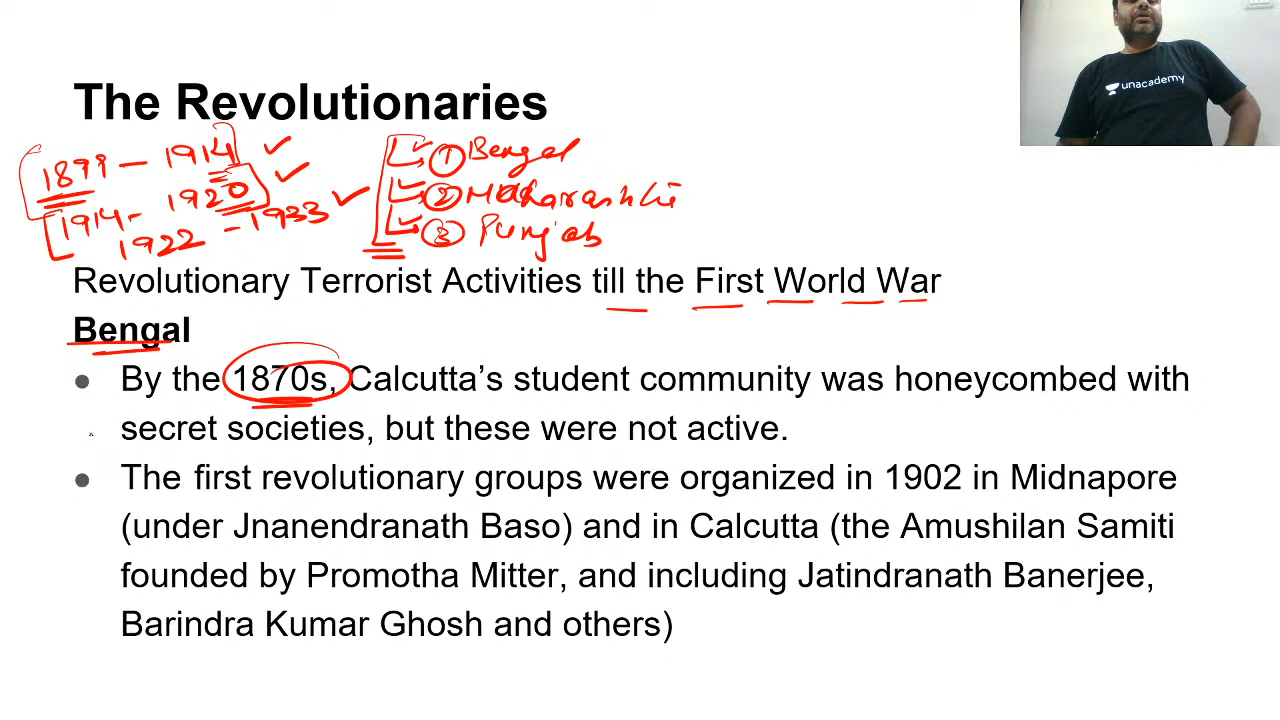 unacademy
The Revolutionaries
1899 - 1914
1914 - 1920
1922 - 1933
① Bengal
② Maharashtra
③ Punjab
Revolutionary Terrorist Activities till the First World War
Bengal
● By the 1870s, Calcutta’s student community was honeycombed with
secret societies, but these were not active.
● The first revolutionary groups were organized in 1902 in Midnapore
(under Jnanendranath Baso) and in Calcutta (the Amushilan Samiti
founded by Promotha Mitter, and including Jatindranath Banerjee,
Barindra Kumar Ghosh and others)